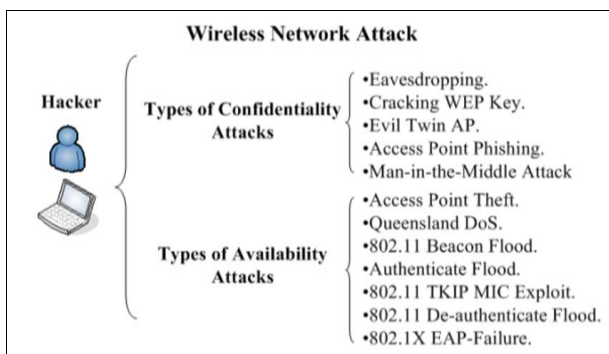 Wireless Network Attack
Hacker
Types of Confidentiality
Attacks
•Eavesdropping.
•Cracking WEP Key.
•Evil Twin AP.
•Access Point Phishing.
•Man-in-the-Middle Attack
Types of Availability
Attacks
•Access Point Theft.
•Queensland DoS.
•802.11 Beacon Flood.
•Authenticate Flood.
•802.11 TKIP MIC Exploit.
•802.11 De-authenticate Flood.
•802.1X EAP-Failure.